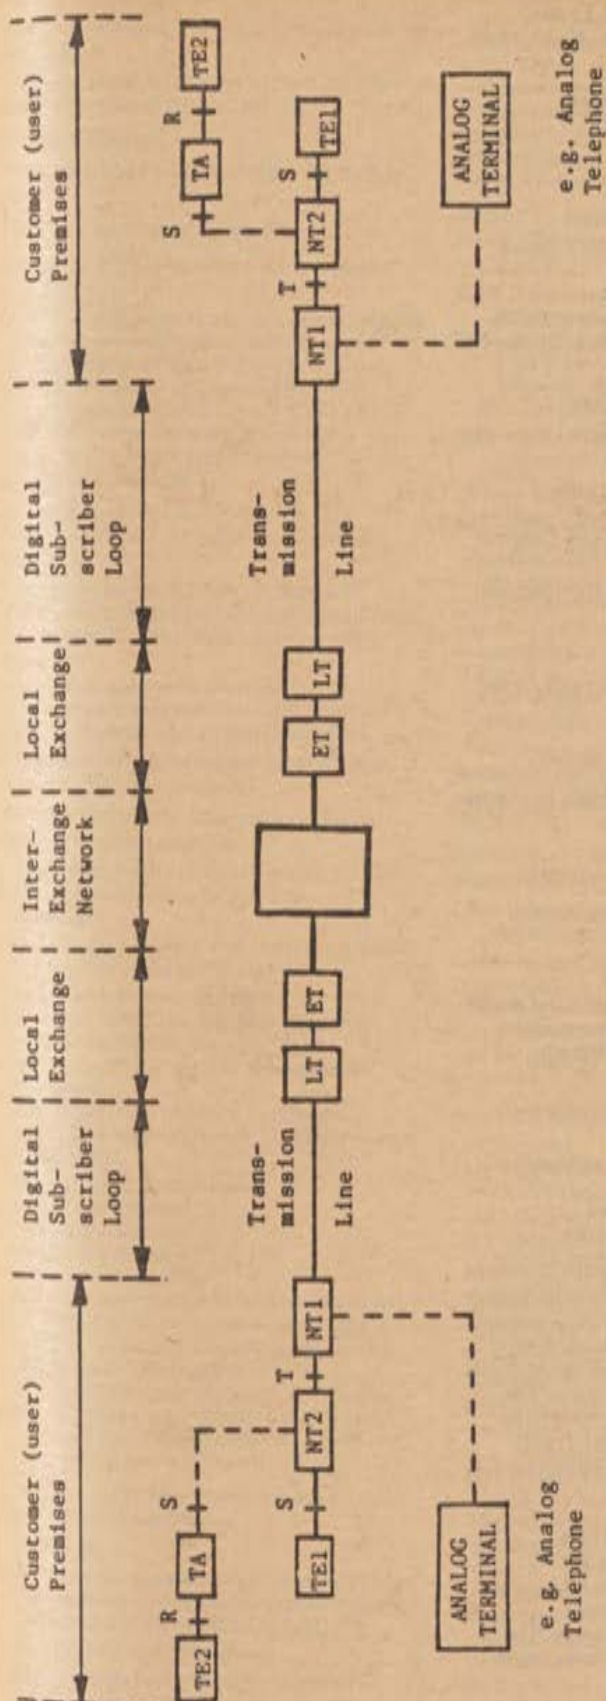 Customer (user)
Premises
Digital
Sub-
scriber
Loop
Local
Exchange
Inter-
Exchange
Network
Local
Exchange
Digital
Sub-
scriber
Loop
Customer (user)
Premises
TE2
R
TA
S
TE1
S
NT2
T
NT1
Trans-
mission
Line
LT
ET
ET
LT
Trans-
mission
Line
NT1
T
NT2
S
TE1
S
TA
R
TE2
ANALOG
TERMINAL
e.g. Analog
Telephone
ANALOG
TERMINAL
e.g. Analog
Telephone